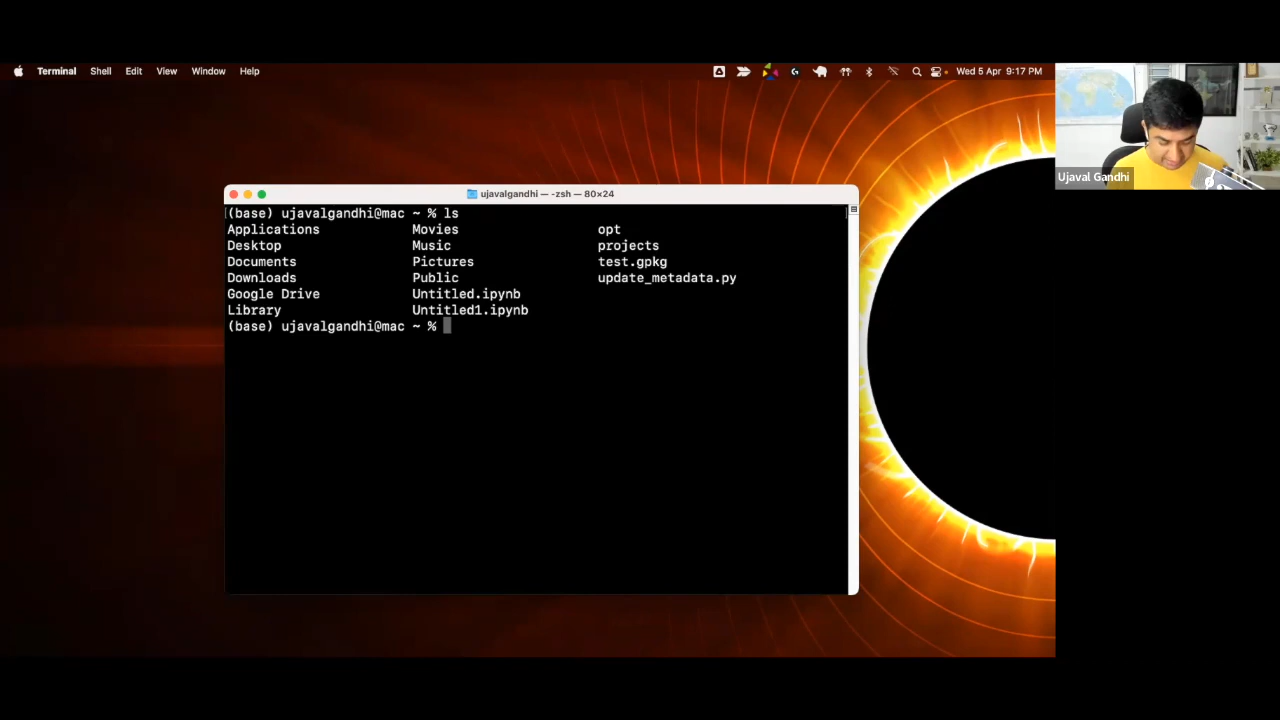 Terminal Shell Edit View Window Help Wed 5 Apr 9:17 PM
Ujaval Gandhi
ujavalgandhi — -zsh — 80×24
(base) ujavalgandhi@mac ~ % ls
Applications Movies opt
Desktop Music projects
Documents Pictures test.gpkg
Downloads Public update_metadata.py
Google Drive Untitled.ipynb
Library Untitled1.ipynb
(base) ujavalgandhi@mac ~ %